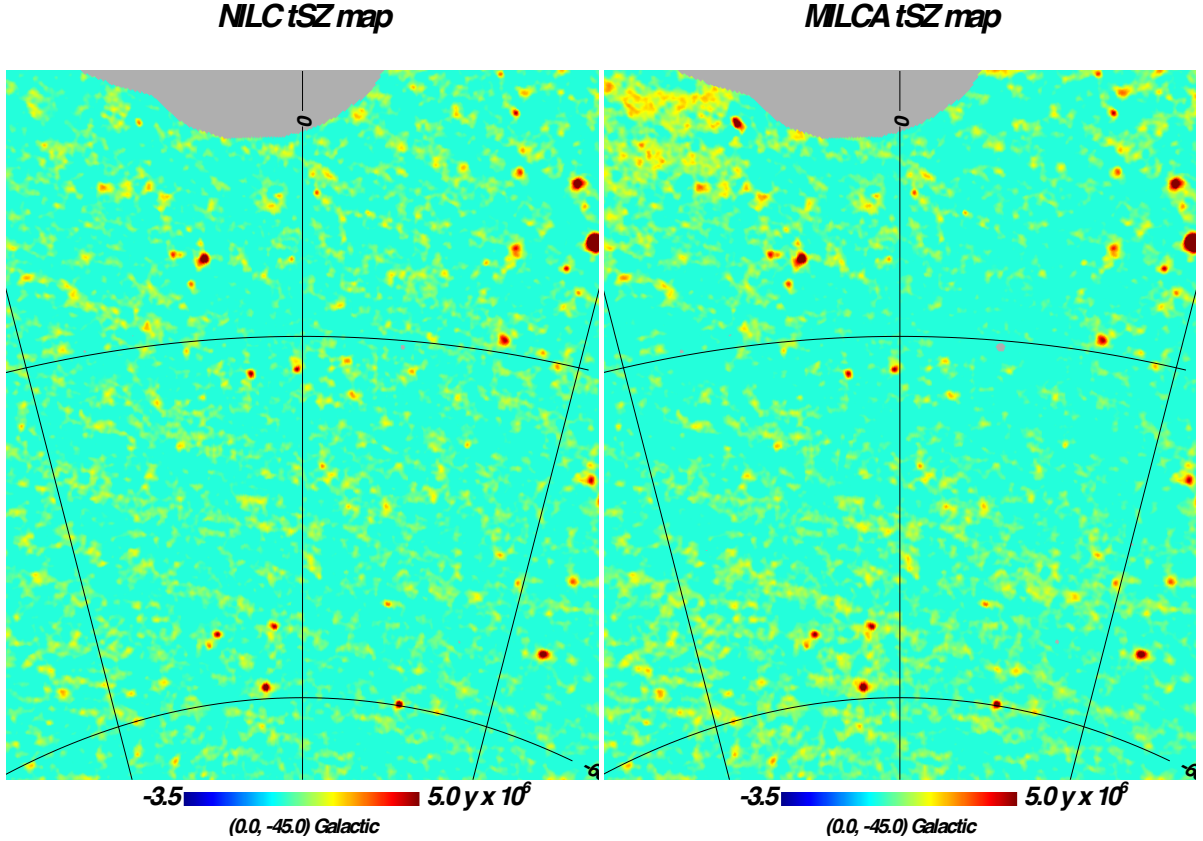 NILC tSZ map
MILCA tSZ map
0
0
-3.5
5.0 y x 10^6
-3.5
5.0 y x 10^6
(0.0, -45.0) Galactic
(0.0, -45.0) Galactic